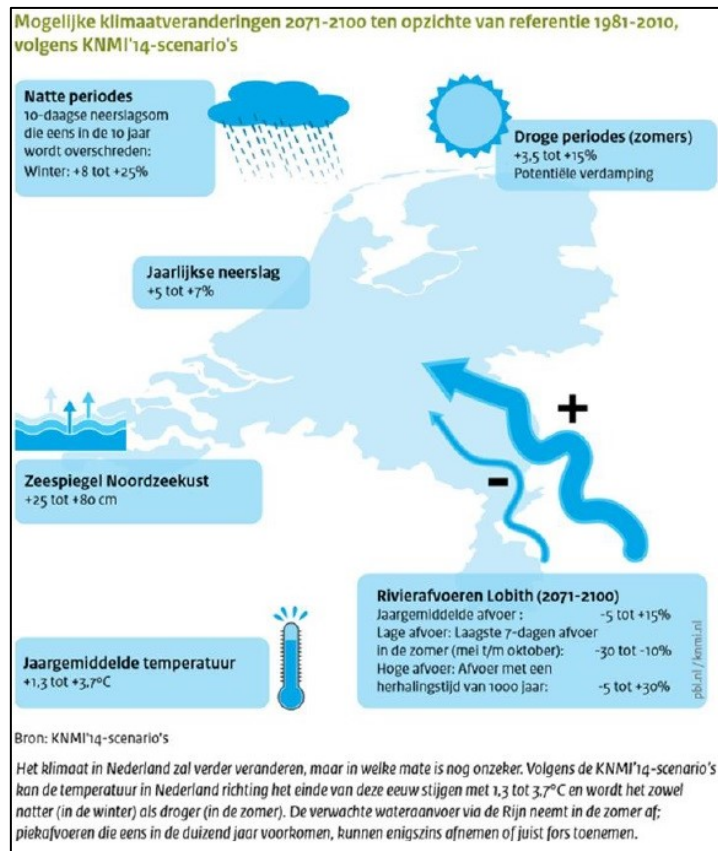 Mogelijke klimaatveranderingen 2071-2100 ten opzichte van referentie 1981-2010,
volgens KNMI'14-scenario's
Natte periodes
10-daagse neerslagsom
die eens in de 10 jaar
wordt overschreden:
Winter: +8 tot +25%
Droge periodes (zomers)
+3,5 tot +15%
Potentiële verdamping
Jaarlijkse neerslag
+5 tot +7%
+
-
Zeespiegel Noordzeekust
+25 tot +80 cm
Rivierafvoeren Lobith (2071-2100)
Jaargemiddelde afvoer : -5 tot +15%
Lage afvoer: Laagste 7-dagen afvoer
in de zomer (mei t/m oktober): -30 tot -10%
Hoge afvoer: Afvoer met een
herhalingstijd van 1000 jaar: -5 tot +30%
pbl.nl / knmi.nl
Jaargemiddelde temperatuur
+1,3 tot +3,7°C
Bron: KNMI'14-scenario's
Het klimaat in Nederland zal verder veranderen, maar in welke mate is nog onzeker. Volgens de KNMI'14-scenario's
kan de temperatuur in Nederland richting het einde van deze eeuw stijgen met 1,3 tot 3,7°C en wordt het zowel
natter (in de winter) als droger (in de zomer). De verwachte wateraanvoer via de Rijn neemt in de zomer af;
piekafvoeren die eens in de duizend jaar voorkomen, kunnen enigszins afnemen of juist fors toenemen.